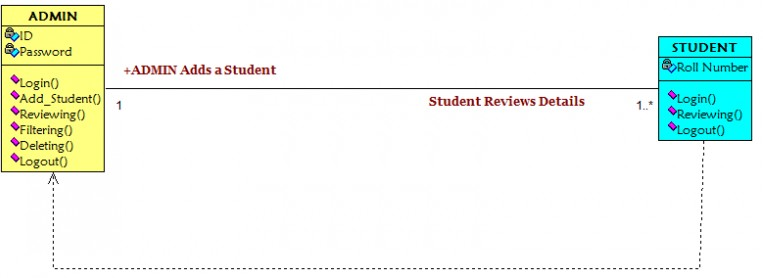 ADMIN
ID
Password
Login()
Add_Student()
Reviewing()
Filtering()
Deleting()
Logout()
+ADMIN Adds a Student
1
Student Reviews Details
1..*
STUDENT
Roll Number
Login()
Reviewing()
Logout()